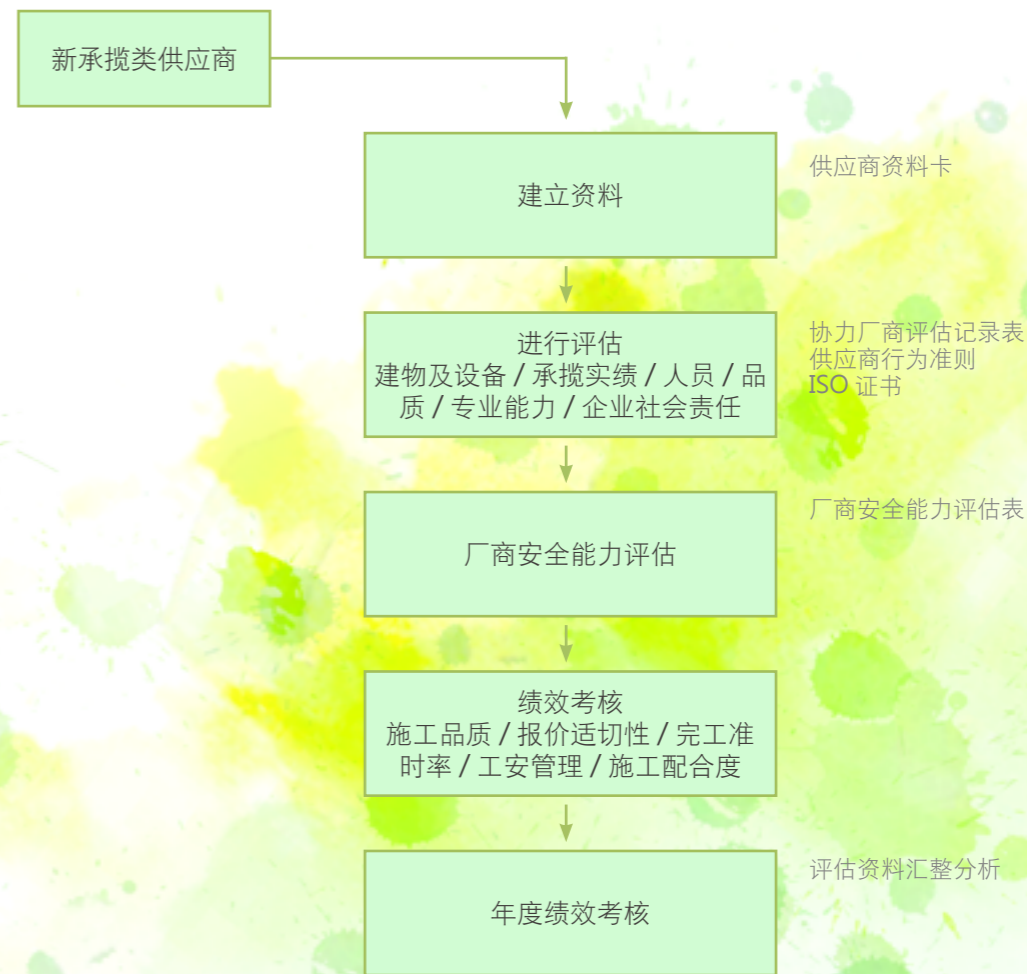 新承揽类供应商
建立资料
供应商资料卡
进行评估
建物及设备 / 承揽实绩 / 人员 / 品
质 / 专业能力 / 企业社会责任
协力厂商评估记录表
供应商行为准则
ISO 证书
厂商安全能力评估
厂商安全能力评估表
绩效考核
施工品质 / 报价适切性 / 完工准
时率 / 工安管理 / 施工配合度
年度绩效考核
评估资料汇整分析